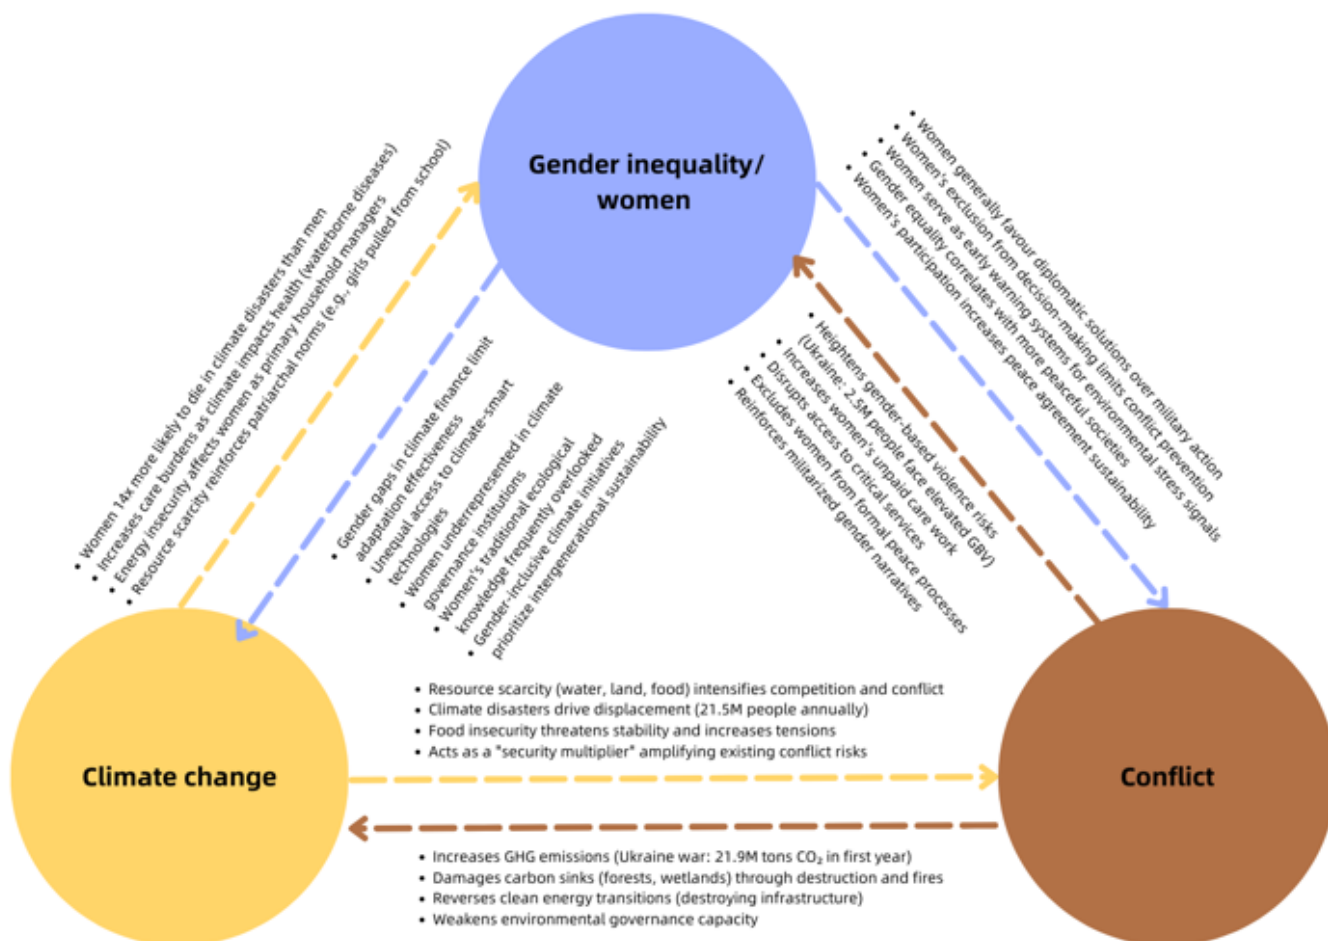 Gender inequality/
women
• Women 14x more likely to die in climate disasters than men
• Increases care burdens as climate impacts health (waterborne diseases)
• Energy insecurity affects women as primary household managers
• Resource scarcity reinforces patriarchal norms (e.g., girls pulled from school)
• Gender gaps in climate finance limit
adaptation effectiveness
• Unequal access to climate-smart
technologies
• Women underrepresented in climate
governance institutions
• Women's traditional ecological
knowledge frequently overlooked
• Gender-inclusive climate initiatives
prioritize intergenerational sustainability
• Women generally favour diplomatic solutions over military action
• Women's exclusion from decision-making limits conflict prevention
• Women serve as early warning systems for environmental stress signals
• Gender equality correlates with more peaceful societies
• Women's participation increases peace agreement sustainability
• Heightens gender-based violence risks
(Ukraine: 2.5M people face elevated GBV)
• Increases women's unpaid care work
• Disrupts access to critical services
• Excludes women from formal peace processes
• Reinforces militarized gender narratives
• Resource scarcity (water, land, food) intensifies competition and conflict
• Climate disasters drive displacement (21.5M people annually)
• Food insecurity threatens stability and increases tensions
• Acts as a "security multiplier" amplifying existing conflict risks
Climate change
Conflict
• Increases GHG emissions (Ukraine war: 21.9M tons CO₂ in first year)
• Damages carbon sinks (forests, wetlands) through destruction and fires
• Reverses clean energy transitions (destroying infrastructure)
• Weakens environmental governance capacity